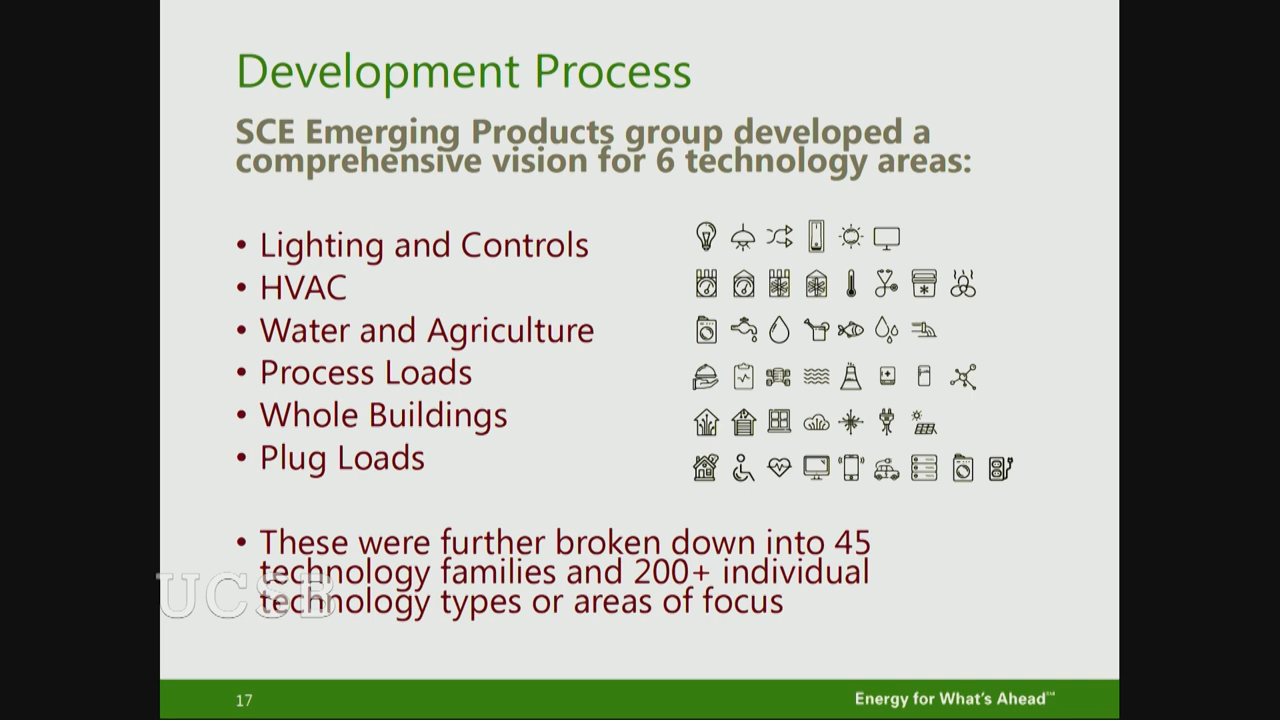 Development Process
SCE Emerging Products group developed a
comprehensive vision for 6 technology areas:
• Lighting and Controls
• HVAC
• Water and Agriculture
• Process Loads
• Whole Buildings
• Plug Loads
• These were further broken down into 45
technology families and 200+ individual
technology types or areas of focus
UCSB
17
Energy for What's Ahead℠